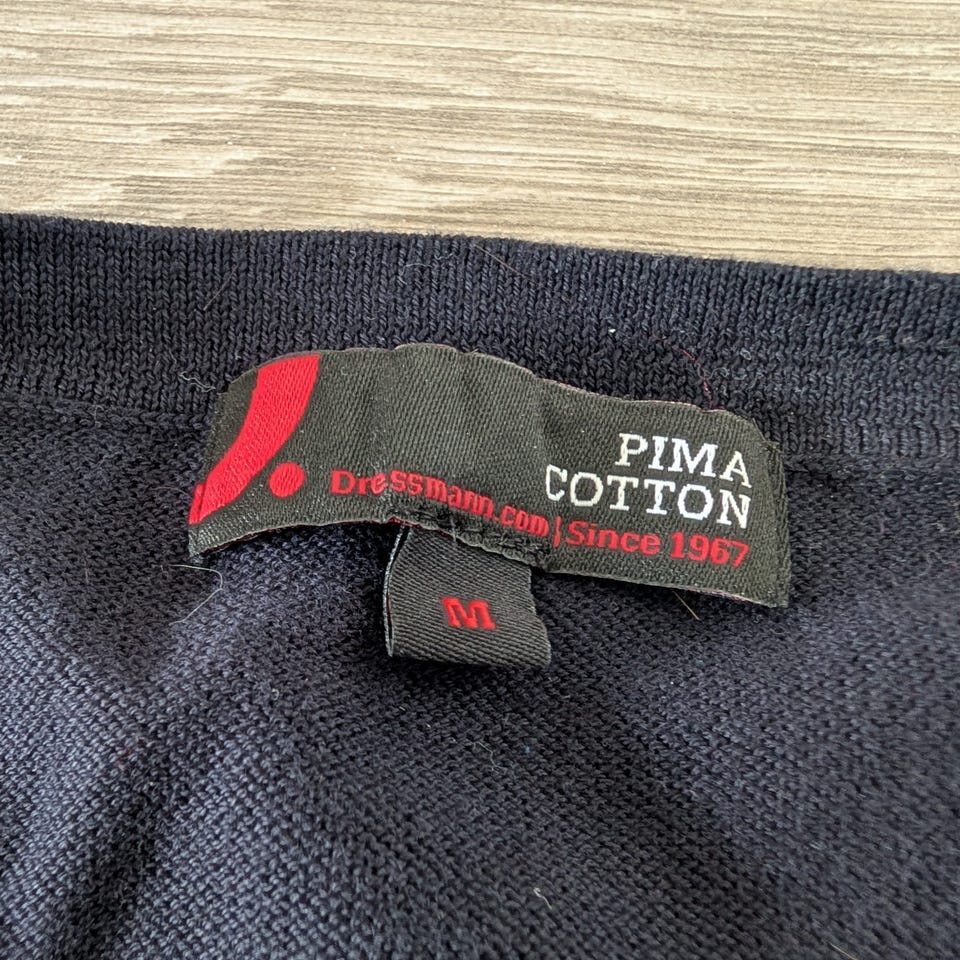 PIMA
COTTON
Dressmann.com | Since 1967
M